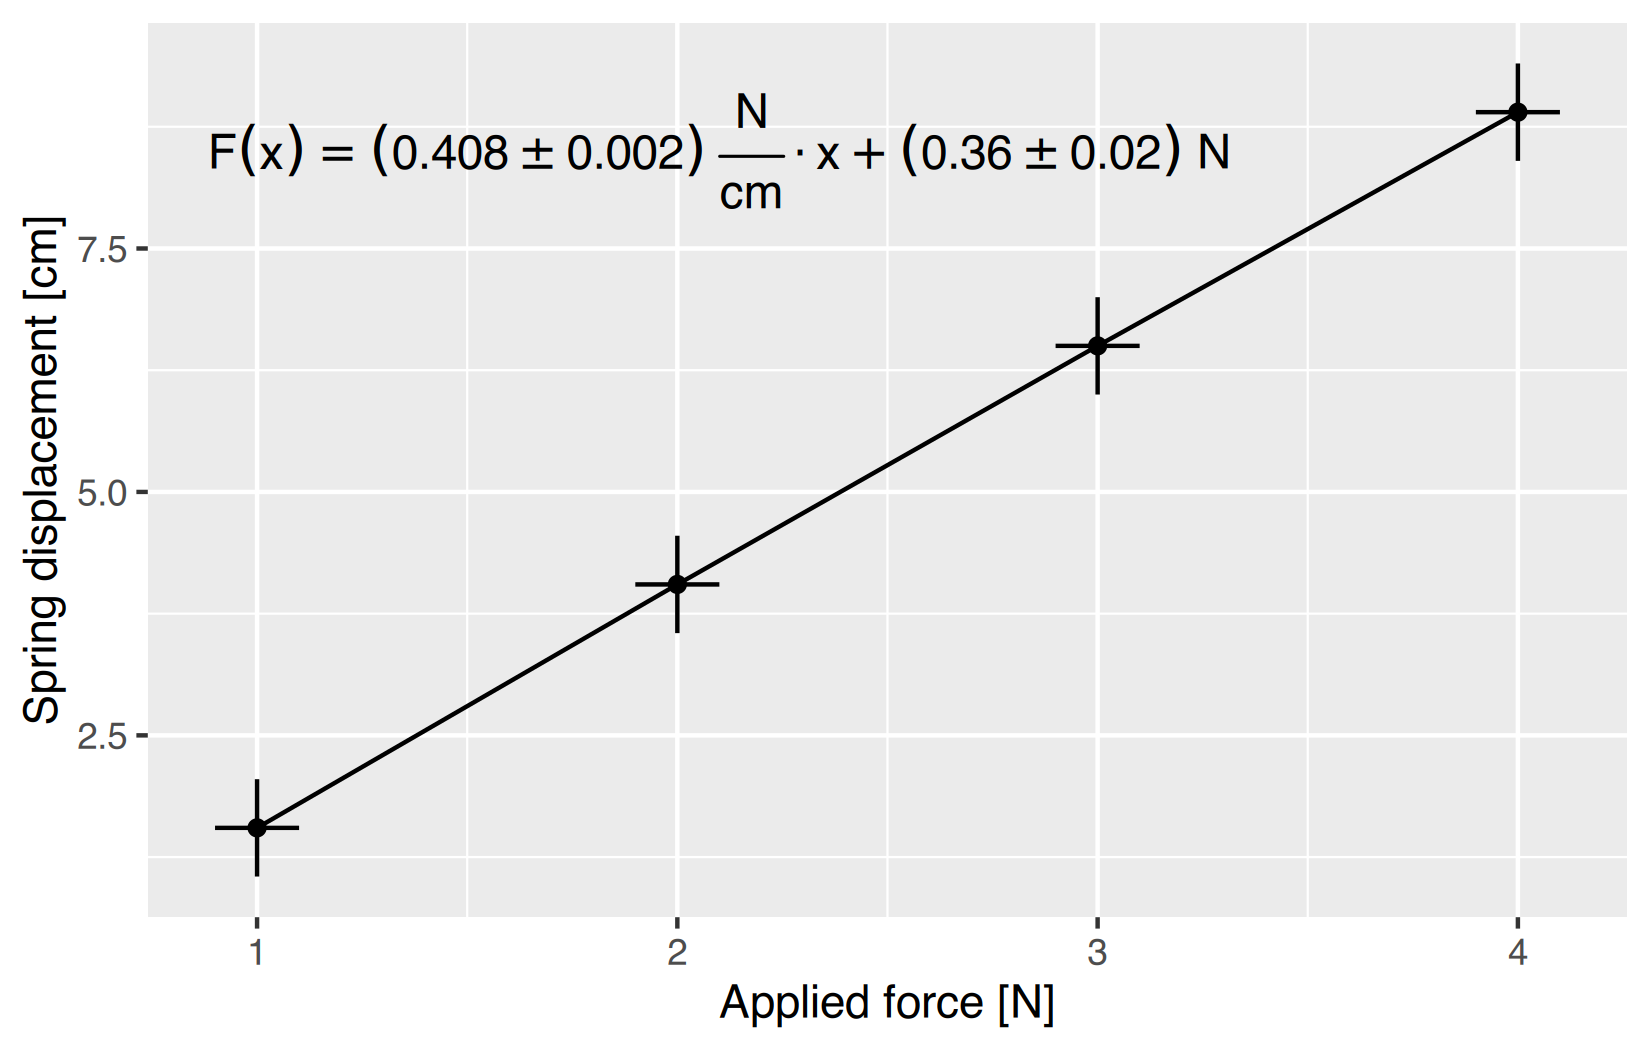 F(x) = (0.408 ± 0.002) N/cm · x + (0.36 ± 0.02) N
Spring displacement [cm]
7.5
5.0
2.5
1 2 3 4
Applied force [N]